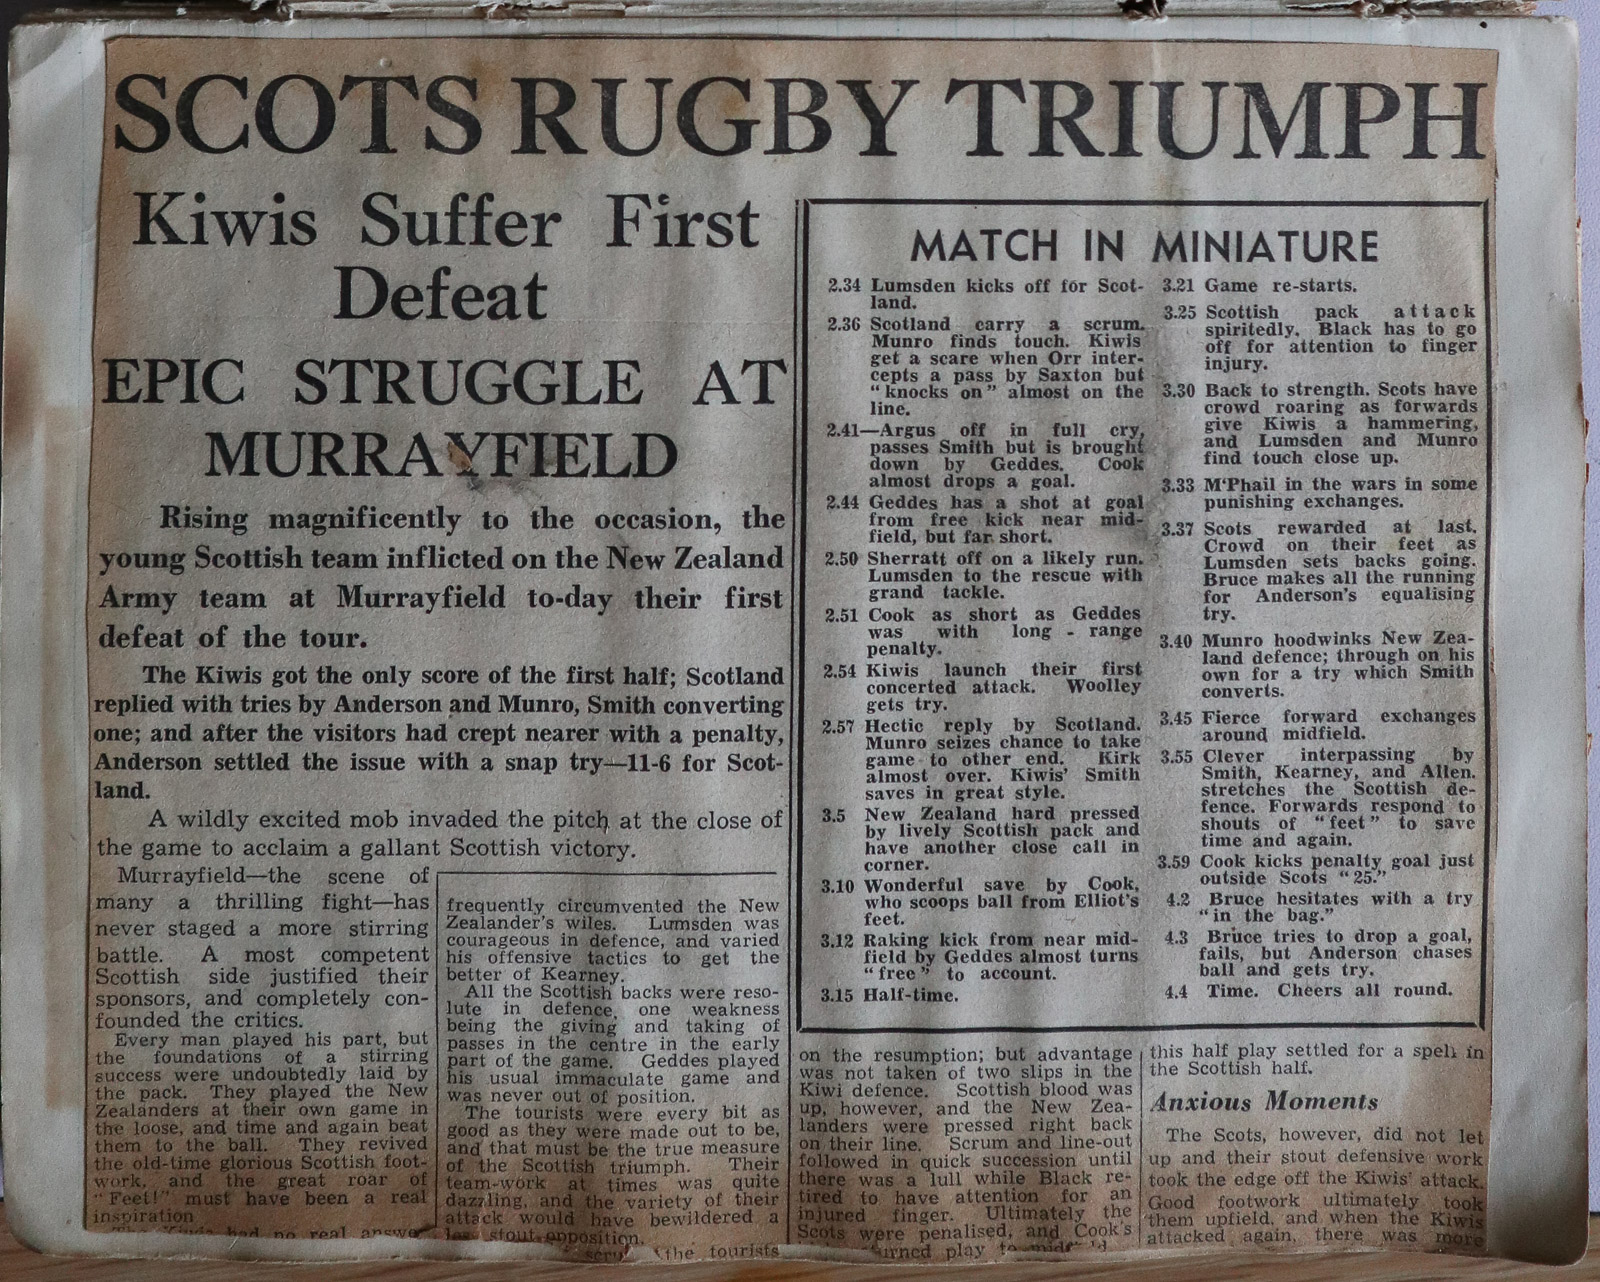 SCOTS RUGBY TRIUMPH
Kiwis Suffer First
Defeat
EPIC STRUGGLE AT
MURRAYFIELD
Rising magnificently to the occasion, the
young Scottish team inflicted on the New Zealand
Army team at Murrayfield to-day their first
defeat of the tour.
The Kiwis got the only score of the first half; Scotland
replied with tries by Anderson and Munro, Smith converting
one; and after the visitors had crept nearer with a penalty,
Anderson settled the issue with a snap try—11-6 for Scot-
land.
A wildly excited mob invaded the pitch at the close of
the game to acclaim a gallant Scottish victory.
Murrayfield—the scene of
many a thrilling fight—has
never staged a more stirring
battle. A most competent
Scottish side justified their
sponsors, and completely con-
founded the critics.
Every man played his part, but
the foundations of a stirring
success were undoubtedly laid by
the pack. They played the New
Zealanders at their own game in
the loose, and time and again beat
them to the ball. They revived
the old-time glorious Scottish foot-
work, and the great roar of
"Feet!" must have been a real
inspiration
had no real
frequently circumvented the New
Zealander's wiles. Lumsden was
courageous in defence, and varied
his offensive tactics to get the
better of Kearney.
All the Scottish backs were reso-
lute in defence, one weakness
being the giving and taking of
passes in the centre in the early
part of the game. Geddes played
his usual immaculate game and
was never out of position.
The tourists were every bit as
good as they were made out to be,
and that must be the true measure
of the Scottish triumph. Their
team-work at times was quite
dazzling, and the variety of their
attack would have bewildered a
less stout opposition.
the tourists
MATCH IN MINIATURE
2.34 Lumsden kicks off for Scot-
land.
2.36 Scotland carry a scrum.
Munro finds touch. Kiwis
get a scare when Orr inter-
cepts a pass by Saxton but
"knocks on" almost on the
line.
2.41—Argus off in full cry,
passes Smith but is brought
down by Geddes. Cook
almost drops a goal.
2.44 Geddes has a shot at goal
from free kick near mid-
field, but far short.
2.50 Sherratt off on a likely run.
Lumsden to the rescue with
grand tackle.
2.51 Cook as short as Geddes
was with long - range
penalty.
2.54 Kiwis launch their first
concerted attack. Woolley
gets try.
2.57 Hectic reply by Scotland.
Munro seizes chance to take
game to other end. Kirk
almost over. Kiwis' Smith
saves in great style.
3.5 New Zealand hard pressed
by lively Scottish pack and
have another close call in
corner.
3.10 Wonderful save by Cook,
who scoops ball from Elliot's
feet.
3.12 Raking kick from near mid-
field by Geddes almost turns
"free" to account.
3.15 Half-time.
3.21 Game re-starts.
3.25 Scottish pack attack
spiritedly. Black has to go
off for attention to finger
injury.
3.30 Back to strength. Scots have
crowd roaring as forwards
give Kiwis a hammering,
and Lumsden and Munro
find touch close up.
3.33 M'Phail in the wars in some
punishing exchanges.
3.37 Scots rewarded at last.
Crowd on their feet as
Lumsden sets backs going.
Bruce makes all the running
for Anderson's equalising
try.
3.40 Munro hoodwinks New Zea-
land defence; through on his
own for a try which Smith
converts.
3.45 Fierce forward exchanges
around midfield.
3.55 Clever interpassing by
Smith, Kearney, and Allen.
stretches the Scottish de-
fence. Forwards respond to
shouts of "feet" to save
time and again.
3.59 Cook kicks penalty goal just
outside Scots "25."
4.2 Bruce hesitates with a try
"in the bag."
4.3 Bruce tries to drop a goal,
fails, but Anderson chases
ball and gets try.
4.4 Time. Cheers all round.
on the resumption; but advantage
was not taken of two slips in the
Kiwi defence. Scottish blood was
up, however, and the New Zea-
landers were pressed right back
on their line. Scrum and line-out
followed in quick succession until
there was a lull while Black re-
tired to have attention for an
injured finger. Ultimately the
Scots were penalised, and Cook's
play to
this half play settled for a spell in
the Scottish half.
Anxious Moments
The Scots, however, did not let
up and their stout defensive work
took the edge off the Kiwis' attack.
Good footwork ultimately took
them upfield, and when the Kiwis
attacked again, there was more